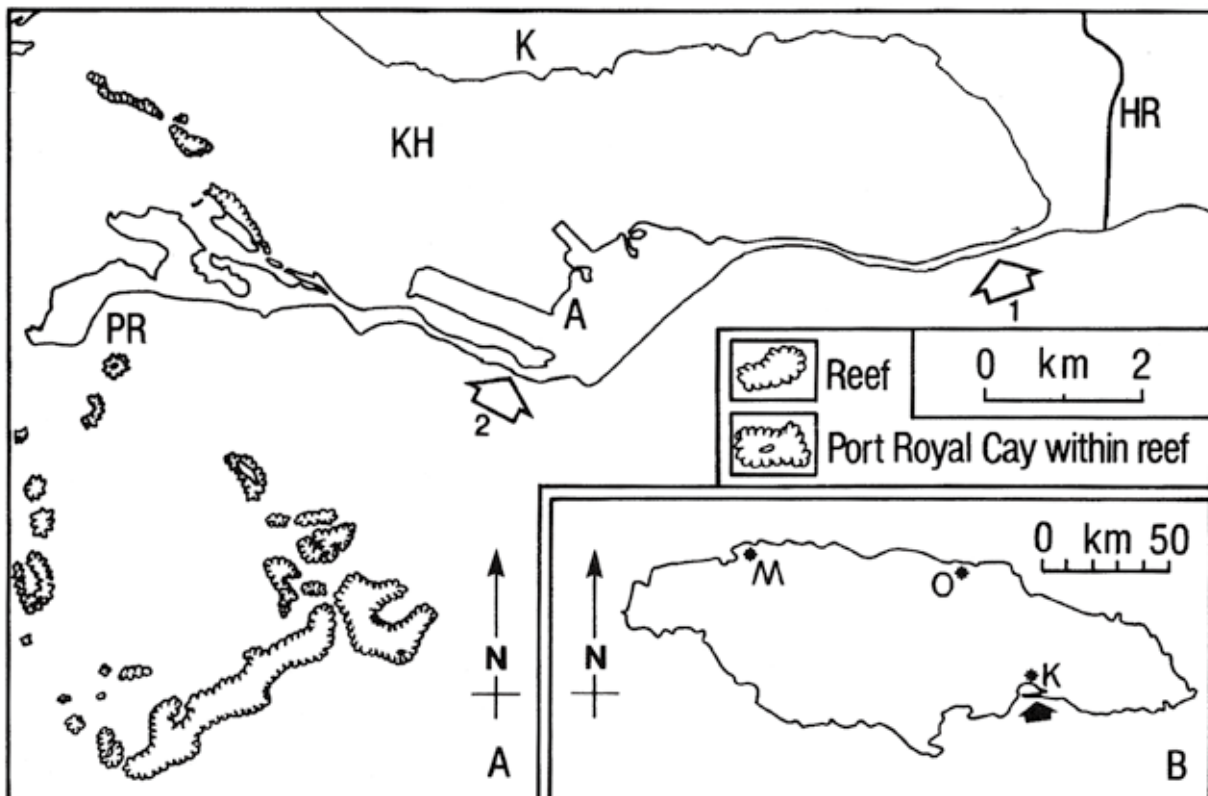 K
KH
HR
A
PR
1
2
0 km 2
Reef
Port Royal Cay within reef
N
A
N
0 km 50
M
O
K
B